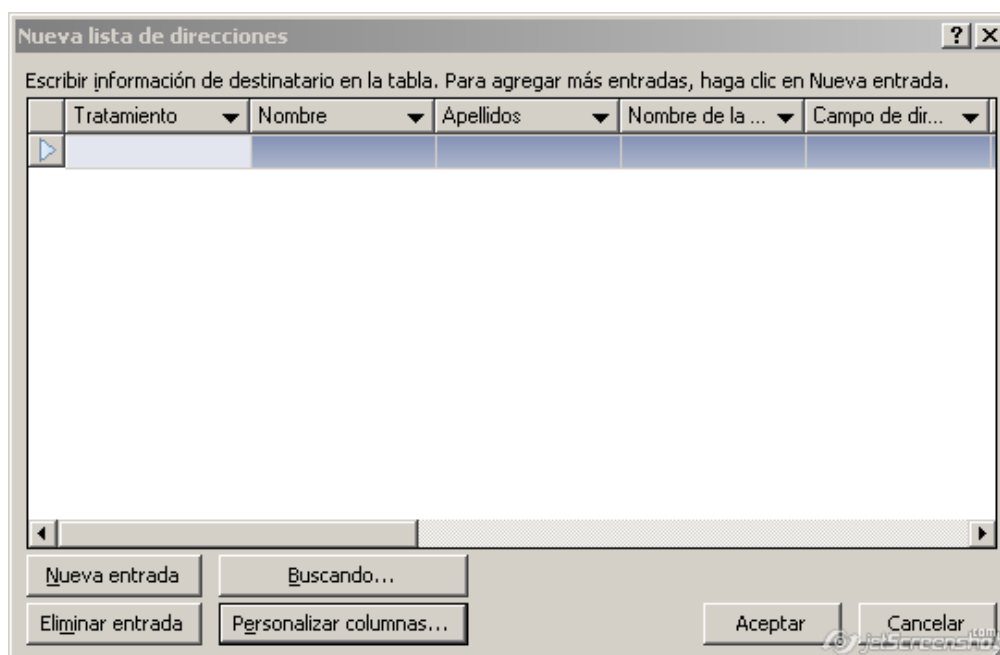 Nueva lista de direcciones
Escribir información de destinatario en la tabla. Para agregar más entradas, haga clic en Nueva entrada.
Tratamiento Nombre Apellidos Nombre de la ... Campo de dir...
Nueva entrada Buscando...
Eliminar entrada Personalizar columnas... Aceptar Cancelar
jetScreenshot.com